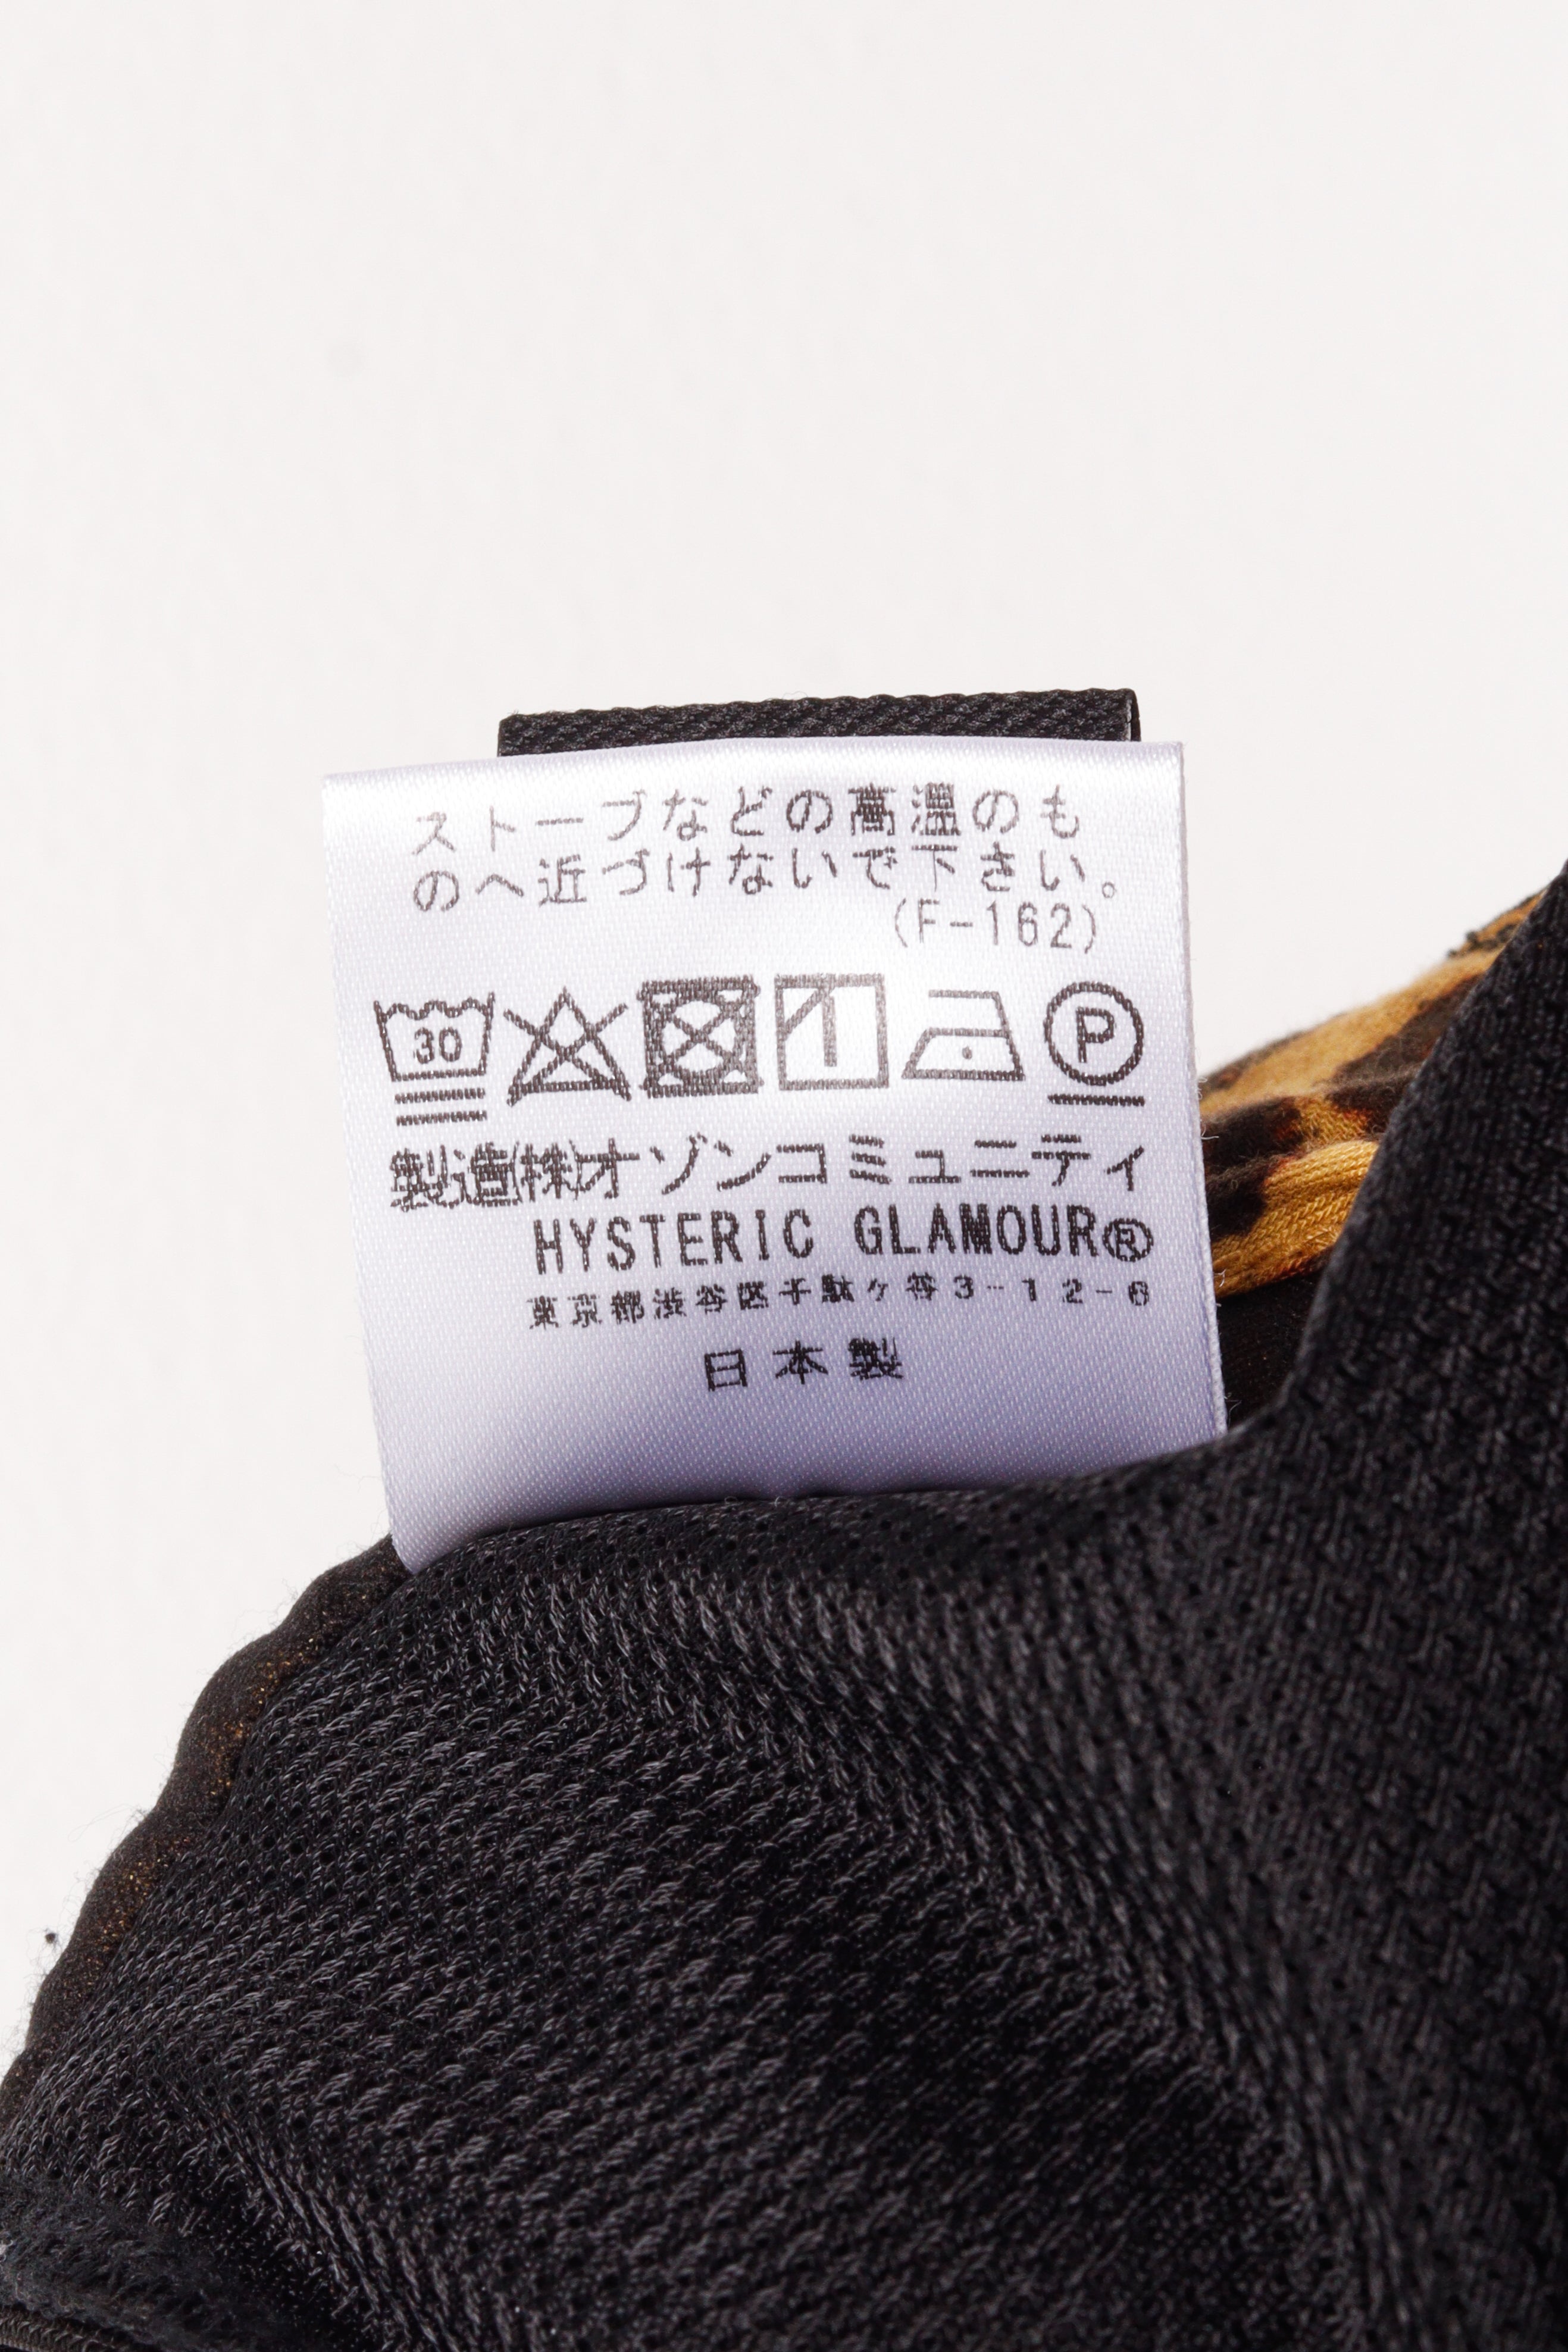 ストーブなどの高温のも
のへ近づけないで下さい。
(F-162)
30 P
製造(株)オゾンコミュニティ
HYSTERIC GLAMOUR®
東京都渋谷区千駄ヶ谷3-12-6
日本製